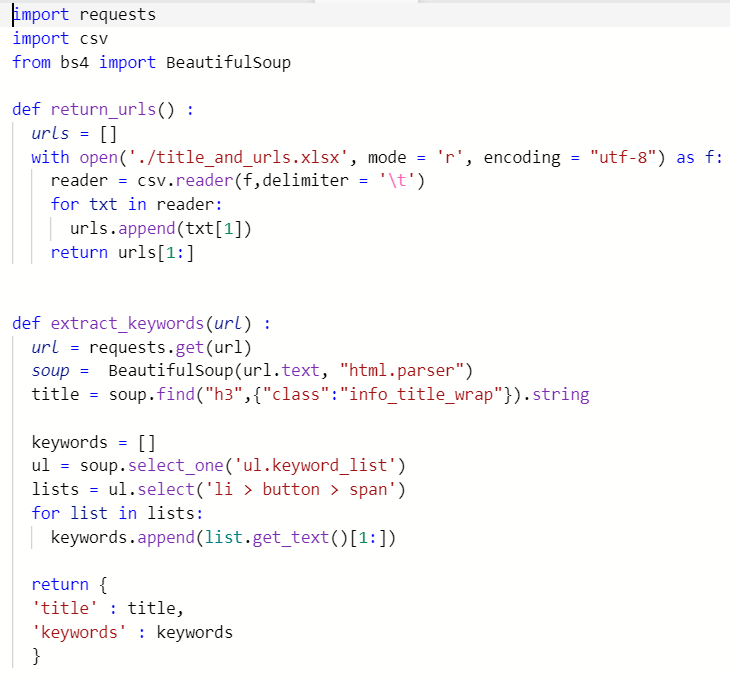 import requests
import csv
from bs4 import BeautifulSoup
def return_urls() :
urls = []
with open('./title_and_urls.xlsx', mode = 'r', encoding = "utf-8") as f:
reader = csv.reader(f,delimiter = '\t')
for txt in reader:
urls.append(txt[1])
return urls[1:]
def extract_keywords(url) :
url = requests.get(url)
soup =  BeautifulSoup(url.text, "html.parser")
title = soup.find("h3",{"class":"info_title_wrap"}).string
keywords = []
ul = soup.select_one('ul.keyword_list')
lists = ul.select('li > button > span')
for list in lists:
keywords.append(list.get_text()[1:])
return {
'title' : title,
'keywords' : keywords
}